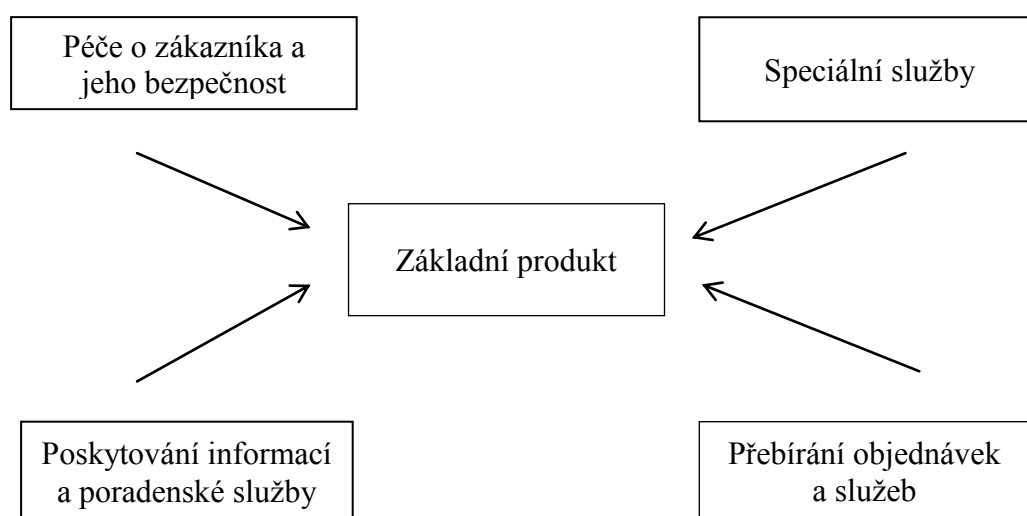 Péče o zákazníka a
jeho bezpečnost
Speciální služby
Základní produkt
Poskytování informací
a poradenské služby
Přebírání objednávek
a služeb